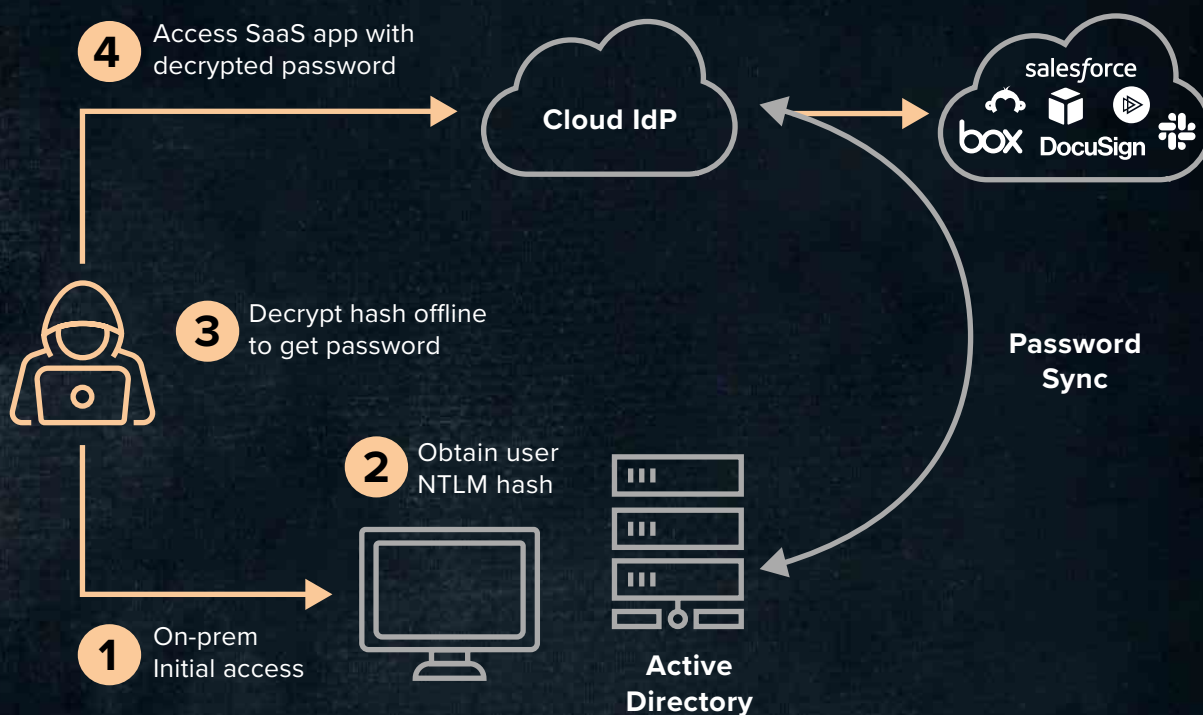 4
Access SaaS app with
decrypted password
Cloud IdP
salesforce
box
DocuSign
3
Decrypt hash offline
to get password
Password
Sync
2
Obtain user
NTLM hash
1
On-prem
Initial access
Active
Directory